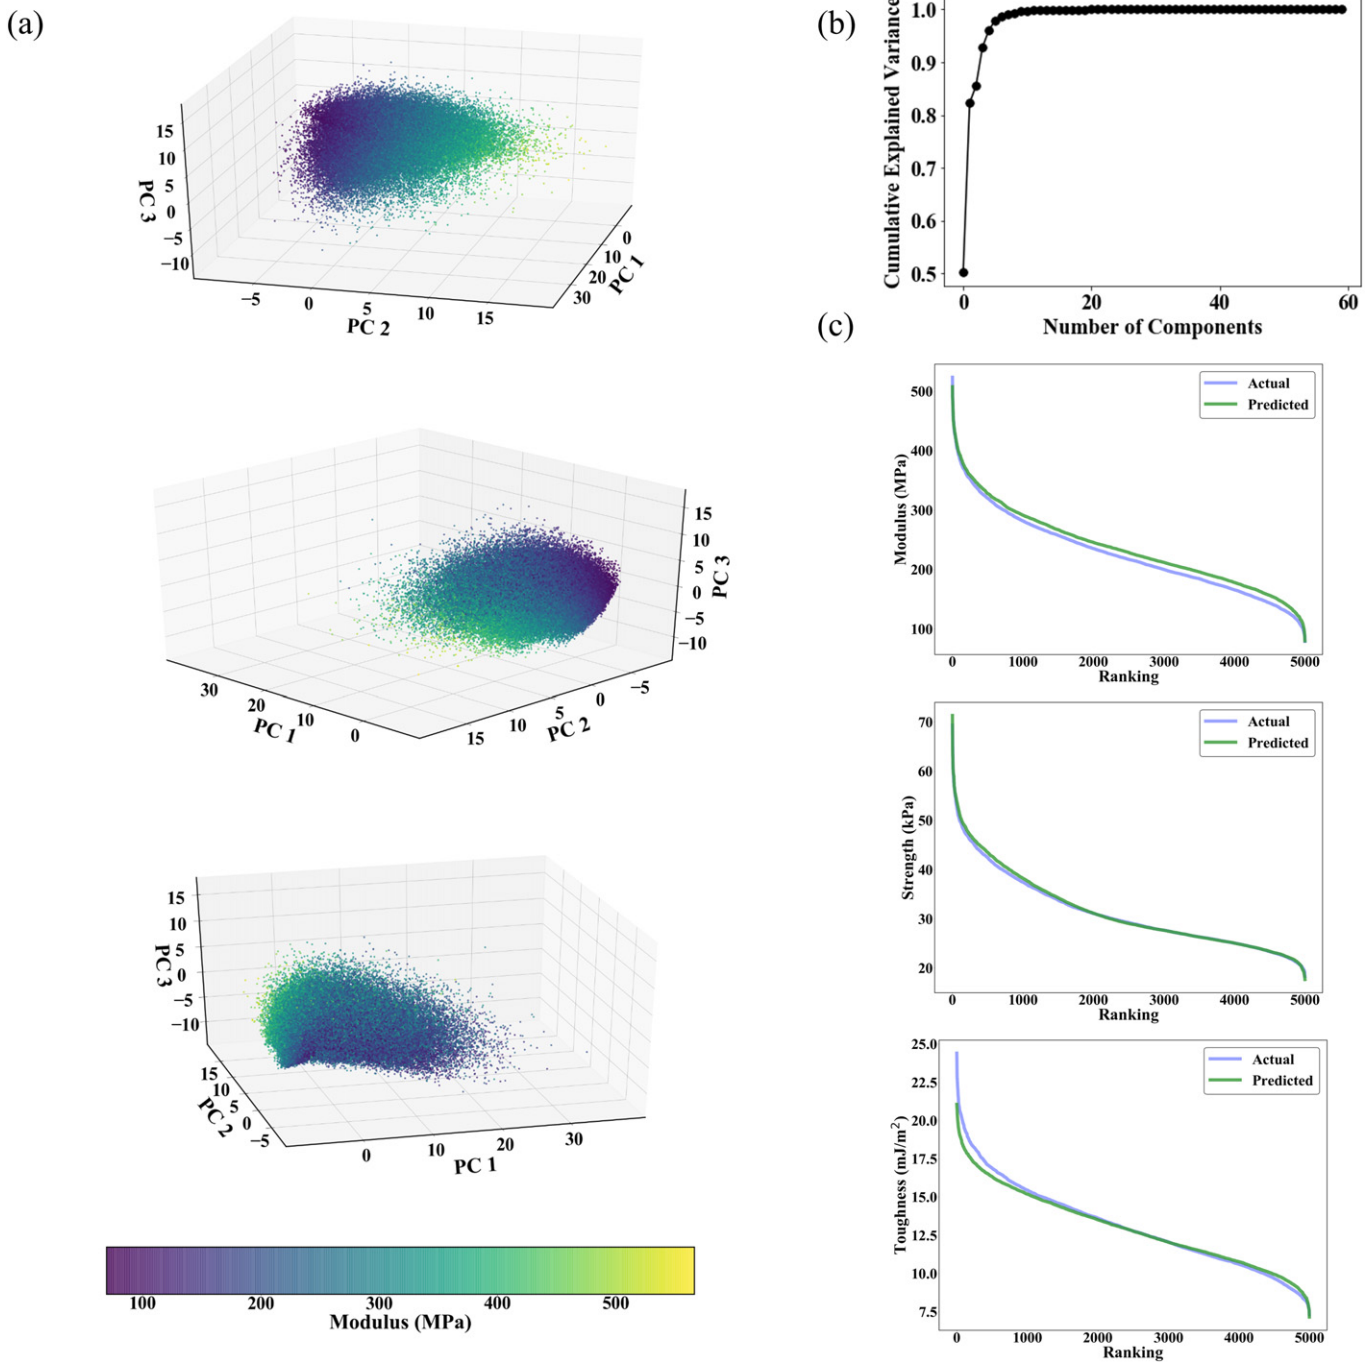 (a)
15
10
5
0
−5
−10
PC 3
−5
0
5
10
15
PC 2
0
10
20
30
PC 1
30
20
10
0
PC 1
15
10
5
0
−5
PC 2
15
10
5
0
−5
−10
PC 3
15
10
5
0
−5
−10
PC 3
15
10
5
0
−5
PC 2
0
10
20
30
PC 1
100 200 300 400 500
Modulus (MPa)
(b)
Cumulative Explained Variance
1.0
0.9
0.8
0.7
0.6
0.5
0 20 40 60
Number of Components
(c)
Modulus (MPa)
500
400
300
200
100
Actual
Predicted
0 1000 2000 3000 4000 5000
Ranking
Strength (kPa)
70
60
50
40
30
20
Actual
Predicted
0 1000 2000 3000 4000 5000
Ranking
Toughness (mJ/m²)
25.0
22.5
20.0
17.5
15.0
12.5
10.0
7.5
Actual
Predicted
0 1000 2000 3000 4000 5000
Ranking